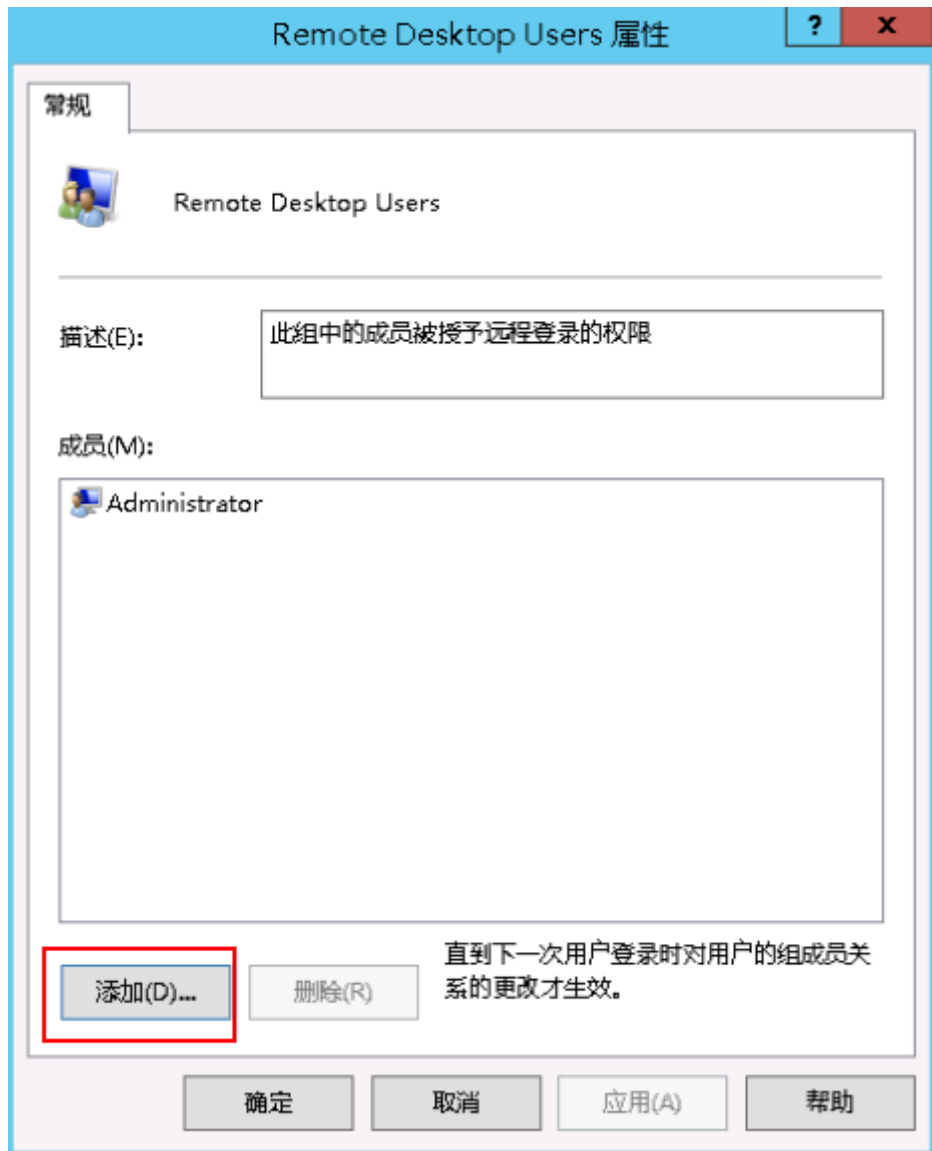 Remote Desktop Users 属性
?
x
常规
Remote Desktop Users
描述(E):
此组中的成员被授予远程登录的权限
成员(M):
Administrator
直到下一次用户登录时对用户的组成员关
系的更改才生效。
添加(D)...
删除(R)
确定
取消
应用(A)
帮助